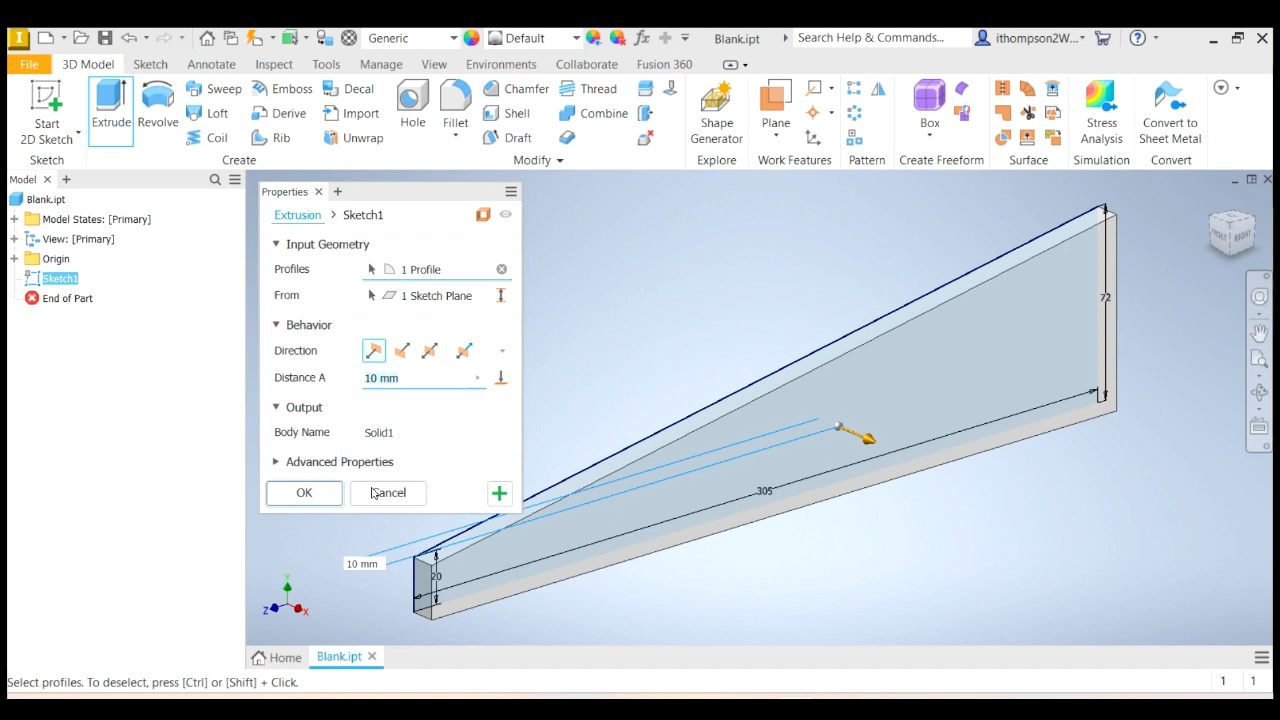 I Generic Default fx Blank.ipt Search Help & Commands... ithompson2W... ?
File 3D Model Sketch Annotate Inspect Tools Manage View Environments Collaborate Fusion 360
Start 2D Sketch Extrude Revolve Sweep Loft Coil Emboss Derive Rib Decal Import Unwrap Hole Fillet Chamfer Shell Draft Thread Combine Shape Generator Plane Box Stress Analysis Convert to Sheet Metal
Sketch Create Modify Explore Work Features Pattern Create Freeform Surface Simulation Convert
Model
Blank.ipt
Model States: [Primary]
View: [Primary]
Origin
Sketch1
End of Part
Properties
Extrusion > Sketch1
Input Geometry
Profiles 1 Profile
From 1 Sketch Plane
Behavior
Direction
Distance A 10 mm
Output
Body Name Solid1
Advanced Properties
OK Cancel
FRONT RIGHT
72
305
10 mm
20
Y
Z X
Home Blank.ipt
Select profiles. To deselect, press [Ctrl] or [Shift] + Click. 1 1